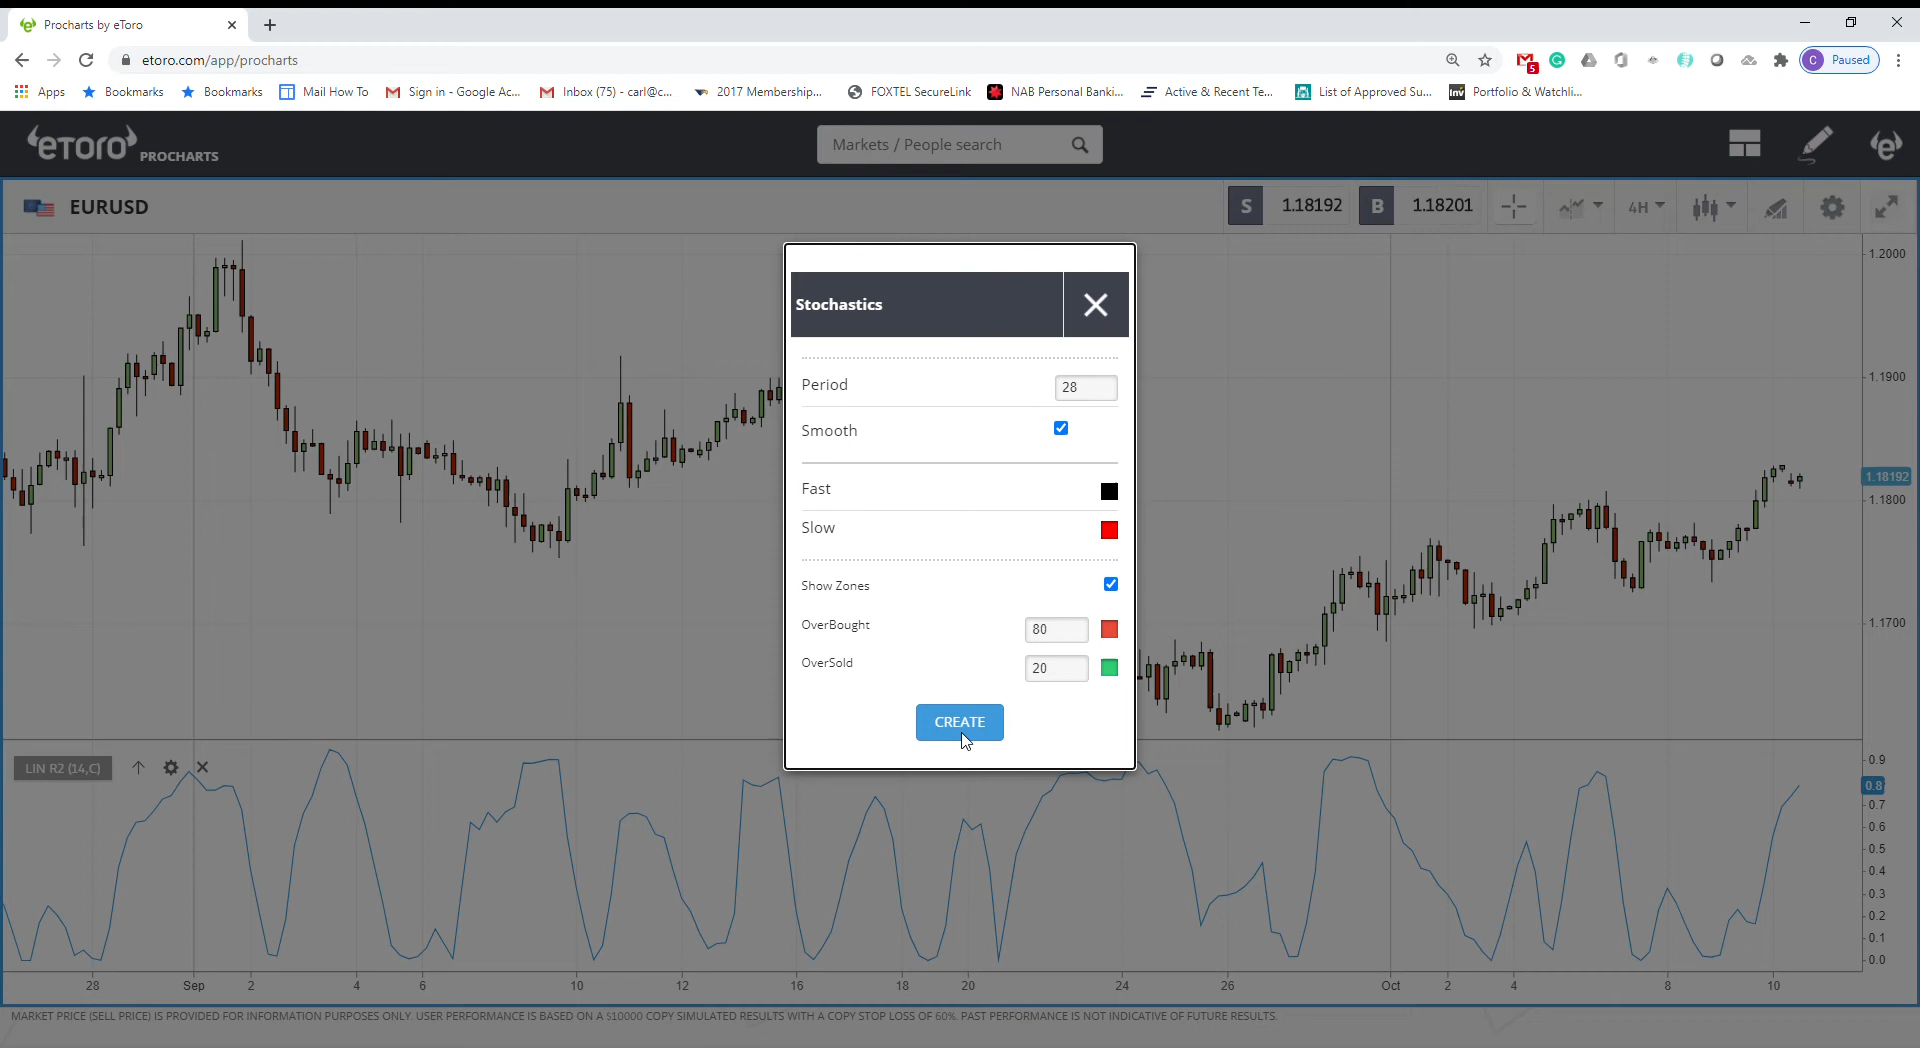 Procharts by eToro
etoro.com/app/procharts
5
C Paused
Apps Bookmarks Bookmarks Mail How To Sign in - Google Ac... Inbox (75) - carl@c... 2017 Membership... FOXTEL SecureLink NAB Personal Banki... Active & Recent Te... List of Approved Su... Inv Portfolio & Watchli...
eToro PROCHARTS
Markets / People search
EURUSD
S 1.18192 B 1.18201 4H
Stochastics
Period 28
Smooth
Fast
Slow
Show Zones
OverBought 80
OverSold 20
CREATE
1.2000
1.1900
1.18192
1.1800
1.1700
LIN R2 (14,C)
0.9
0.8
0.7
0.6
0.5
0.4
0.3
0.2
0.1
0.0
28 Sep 2 4 6 10 12 16 18 20 24 26 Oct 2 4 8 10
MARKET PRICE (SELL PRICE) IS PROVIDED FOR INFORMATION PURPOSES ONLY. USER PERFORMANCE IS BASED ON A $10000 COPY SIMULATED RESULTS WITH A COPY STOP LOSS OF 60%. PAST PERFORMANCE IS NOT INDICATIVE OF FUTURE RESULTS.